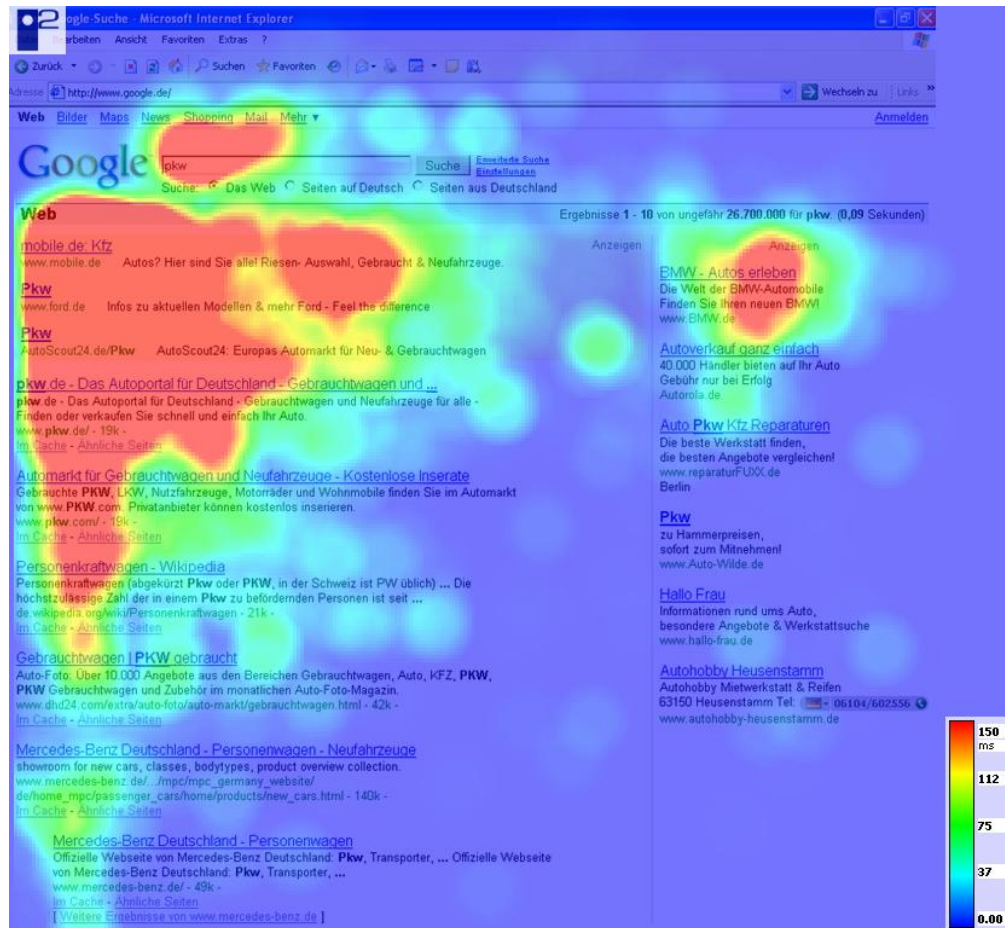 ogle-Suche - Microsoft Internet Explorer
Bearbeiten Ansicht Favoriten Extras ?
Zurück Suchen Favoriten
Adresse http://www.google.de/ Wechseln zu Links »
Web Bilder Maps News Shopping Mail Mehr ▼ Anmelden
Google pkw Suche Erweiterte Suche
Einstellungen
Suche: Das Web Seiten auf Deutsch Seiten aus Deutschland
Web Ergebnisse 1 - 10 von ungefähr 26.700.000 für pkw. (0,09 Sekunden)
Anzeigen
mobile.de: Kfz
www.mobile.de Autos? Hier sind Sie alle! Riesen- Auswahl, Gebraucht & Neufahrzeuge.
Pkw
www.ford.de Infos zu aktuellen Modellen & mehr Ford - Feel the difference
Pkw
AutoScout24.de/Pkw AutoScout24: Europas Automarkt für Neu- & Gebrauchtwagen
pkw.de - Das Autoportal für Deutschland - Gebrauchtwagen und ...
pkw.de - Das Autoportal für Deutschland - Gebrauchtwagen und Neufahrzeuge für alle -
Finden oder verkaufen Sie schnell und einfach Ihr Auto.
www.pkw.de/ - 19k -
Im Cache - Ähnliche Seiten
Automarkt für Gebrauchtwagen und Neufahrzeuge - Kostenlose Inserate
Gebrauchte PKW, LKW, Nutzfahrzeuge, Motorräder und Wohnmobile finden Sie im Automarkt
von www.PKW.com. Privatanbieter können kostenlos inserieren.
www.pkw.com/ - 19k -
Im Cache - Ähnliche Seiten
Personenkraftwagen - Wikipedia
Personenkraftwagen (abgekürzt Pkw oder PKW, in der Schweiz ist PW üblich) ... Die
höchstzulässige Zahl der in einem Pkw zu befördernden Personen ist seit ...
de.wikipedia.org/wiki/Personenkraftwagen - 21k -
Im Cache - Ähnliche Seiten
Gebrauchtwagen | PKW gebraucht
Auto-Foto: Über 10.000 Angebote aus den Bereichen Gebrauchtwagen, Auto, KFZ, PKW,
PKW Gebrauchtwagen und Zubehör im monatlichen Auto-Foto-Magazin.
www.dhd24.com/extra/auto-foto/auto-markt/gebrauchtwagen.html - 42k -
Im Cache - Ähnliche Seiten
Mercedes-Benz Deutschland - Personenwagen - Neufahrzeuge
showroom for new cars, classes, bodytypes, product overview collection.
www.mercedes-benz.de/.../mpc/mpc_germany_website/
de/home_mpc/passenger_cars/home/products/new_cars.html - 140k -
Im Cache - Ähnliche Seiten
Mercedes-Benz Deutschland - Personenwagen
Offizielle Webseite von Mercedes-Benz Deutschland: Pkw, Transporter, ... Offizielle Webseite
von Mercedes-Benz Deutschland: Pkw, Transporter, ...
www.mercedes-benz.de/ - 49k -
Im Cache - Ähnliche Seiten
[ Weitere Ergebnisse von www.mercedes-benz.de ]
Anzeigen
BMW - Autos erleben
Die Welt der BMW-Automobile
Finden Sie Ihren neuen BMW!
www.BMW.de
Autoverkauf ganz einfach
40.000 Händler bieten auf Ihr Auto
Gebühr nur bei Erfolg
Autorola.de
Auto Pkw Kfz Reparaturen
Die beste Werkstatt finden,
die besten Angebote vergleichen!
www.reparaturFUXX.de
Berlin
Pkw
zu Hammerpreisen,
sofort zum Mitnehmen!
www.Auto-Wilde.de
Hallo Frau
Informationen rund ums Auto,
besondere Angebote & Werkstattsuche
www.hallo-frau.de
Autohobby Heusenstamm
Autohobby Mietwerkstatt & Reifen
63150 Heusenstamm Tel: 06104/602556
www.autohobby-heusenstamm.de
150
ms
112
75
37
0.00